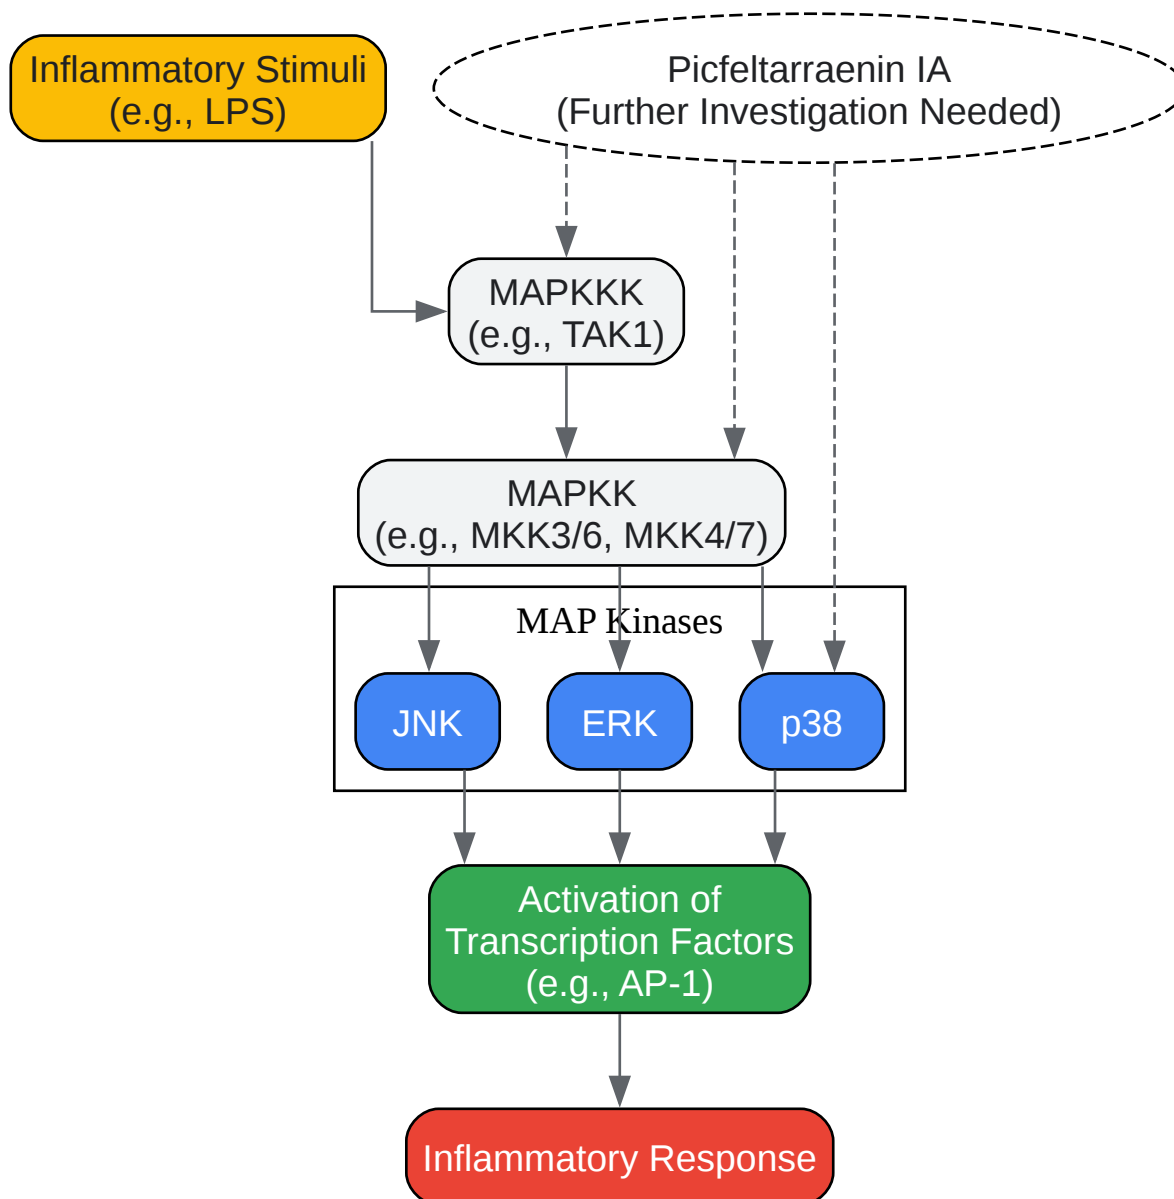 Inflammatory Stimuli
(e.g., LPS)
Picfeltarraenin IA
(Further Investigation Needed)
MAPKKK
(e.g., TAK1)
MAPKK
(e.g., MKK3/6, MKK4/7)
MAP Kinases
JNK
ERK
p38
Activation of
Transcription Factors
(e.g., AP-1)
Inflammatory Response